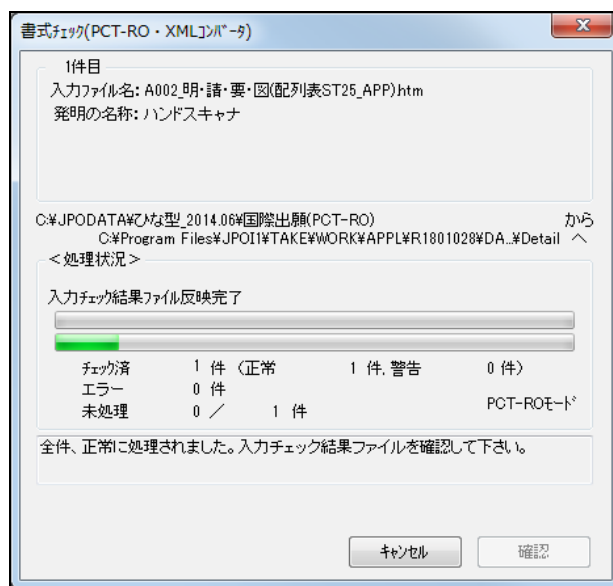 書式ﾁｪｯｸ(PCT-RO・XMLｺﾝﾊﾞｰﾀ)
1件目
入力ﾌｧｲﾙ名: A002_明・請・要・図(配列表ST25_APP).htm
発明の名称: ハンドスキャナ
C:¥JPODATA¥ひな型_2014.06¥国際出願(PCT-RO) から
C:¥Program Files¥JPOI1¥TAKE¥WORK¥APPL¥R1801028¥DA...¥Detail へ
<処理状況>
入力ﾁｪｯｸ結果ﾌｧｲﾙ反映完了
ﾁｪｯｸ済 1 件 (正常 1 件, 警告 0 件)
エラー 0 件
未処理 0 / 1 件 PCT-ROﾓｰﾄﾞ
全件、正常に処理されました。入力チェック結果ファイルを確認して下さい。
ｷｬﾝｾﾙ 確認